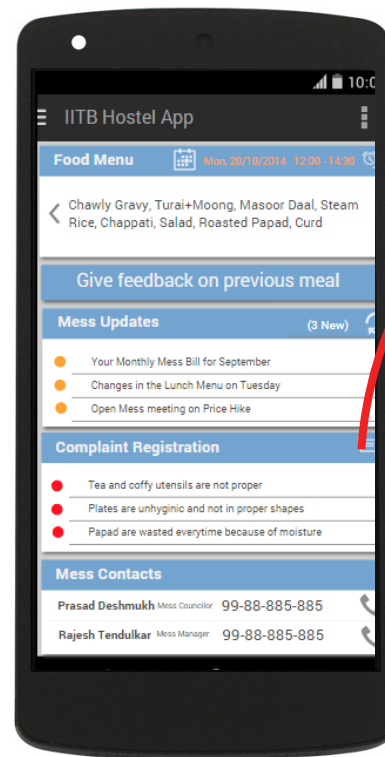 10:0
IITB Hostel App
Food Menu Mon, 20/10/2014 12:00 - 14:30
Chawly Gravy, Turai+Moong, Masoor Daal, Steam
Rice, Chappati, Salad, Roasted Papad, Curd
Give feedback on previous meal
Mess Updates (3 New)
Your Monthly Mess Bill for September
Changes in the Lunch Menu on Tuesday
Open Mess meeting on Price Hike
Complaint Registration
Tea and coffy utensils are not proper
Plates are unhyginic and not in proper shapes
Papad are wasted everytime because of moisture
Mess Contacts
Prasad Deshmukh Mess Councilor 99-88-885-885
Rajesh Tendulkar Mess Manager 99-88-885-885